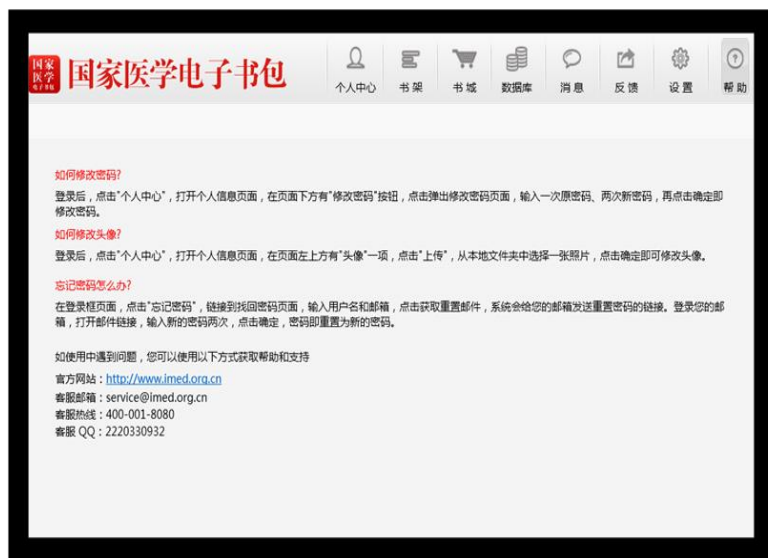 国家
医学
电子书包
国家医学电子书包
个人中心 书架 书城 数据库 消息 反馈 设置 帮助
如何修改密码?
登录后，点击"个人中心"，打开个人信息页面，在页面下方有"修改密码"按钮，点击弹出修改密码页面，输入一次原密码、两次新密码，再点击确定即
修改密码。
如何修改头像?
登录后，点击"个人中心"，打开个人信息页面，在页面左上方有"头像"一项，点击"上传"，从本地文件夹中选择一张照片，点击确定即可修改头像。
忘记密码怎么办?
在登录框页面，点击"忘记密码"，链接到找回密码页面，输入用户名和邮箱，点击获取重置邮件，系统会给您的邮箱发送重置密码的链接。登录您的邮
箱，打开邮件链接，输入新的密码两次，点击确定，密码即重置为新的密码。
如使用中遇到问题，您可以使用以下方式获取帮助和支持
官方网站：http://www.imed.org.cn
客服邮箱：service@imed.org.cn
客服热线：400-001-8080
客服 QQ：2220330932